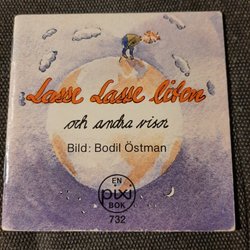 Lasse Lasse liten
och andra visor
Bild: Bodil Östman
EN
pixi
BOK
732